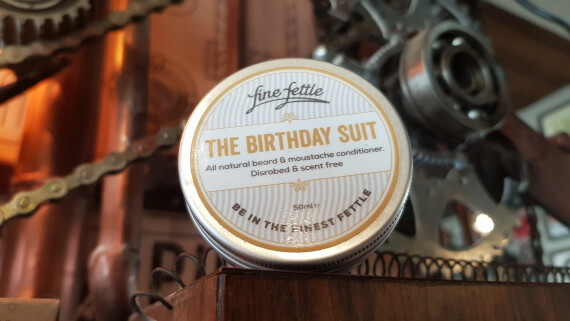 fine fettle
THE BIRTHDAY SUIT
All natural beard & moustache conditioner.
Disrobed & scent free
50ml℮
BE IN THE FINEST FETTLE